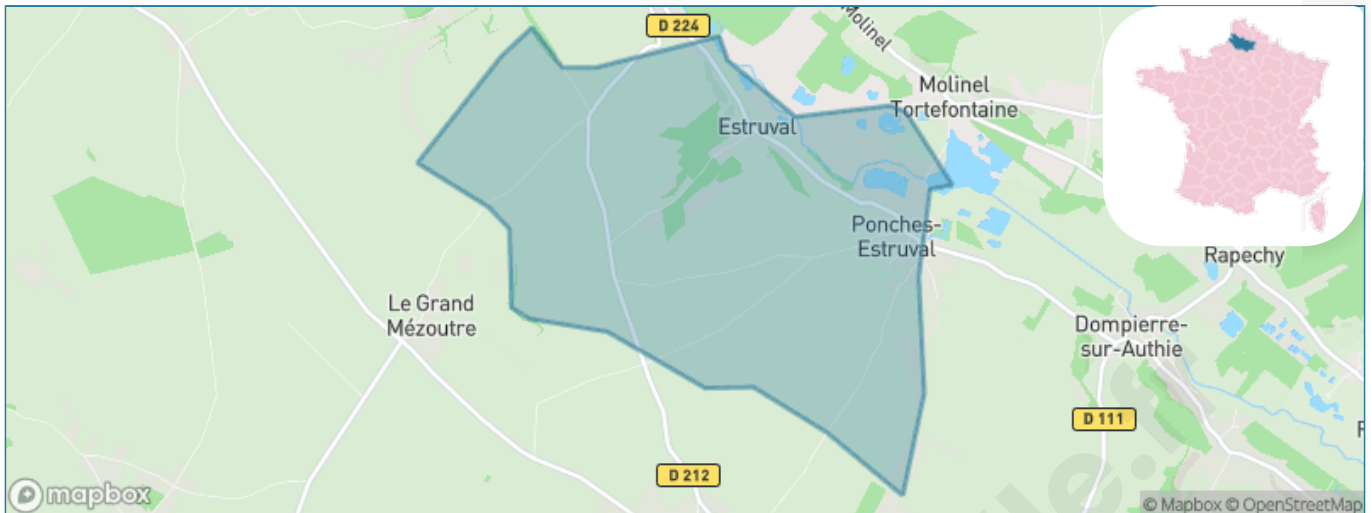 D 224
Molinel
Molinel
Tortefontaine
Estruval
Ponches-
Estruval
Rapechy
Le Grand
Mézoutre
Dompierre-
sur-Authie
D 111
D 212
mapbox
© Mapbox © OpenStreetMap